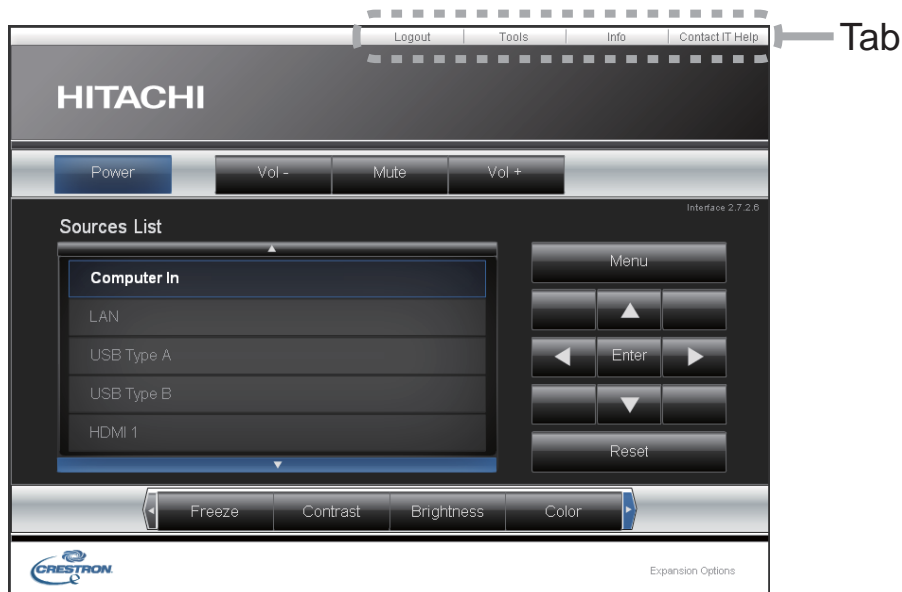 Logout Tools Info Contact IT Help
Tab
HITACHI
Power Vol - Mute Vol +
Interface 2.7.2.6
Sources List
Computer In
LAN
USB Type A
USB Type B
HDMI 1
Menu
Enter
Reset
Freeze Contrast Brightness Color
CRESTRON
Expansion Options